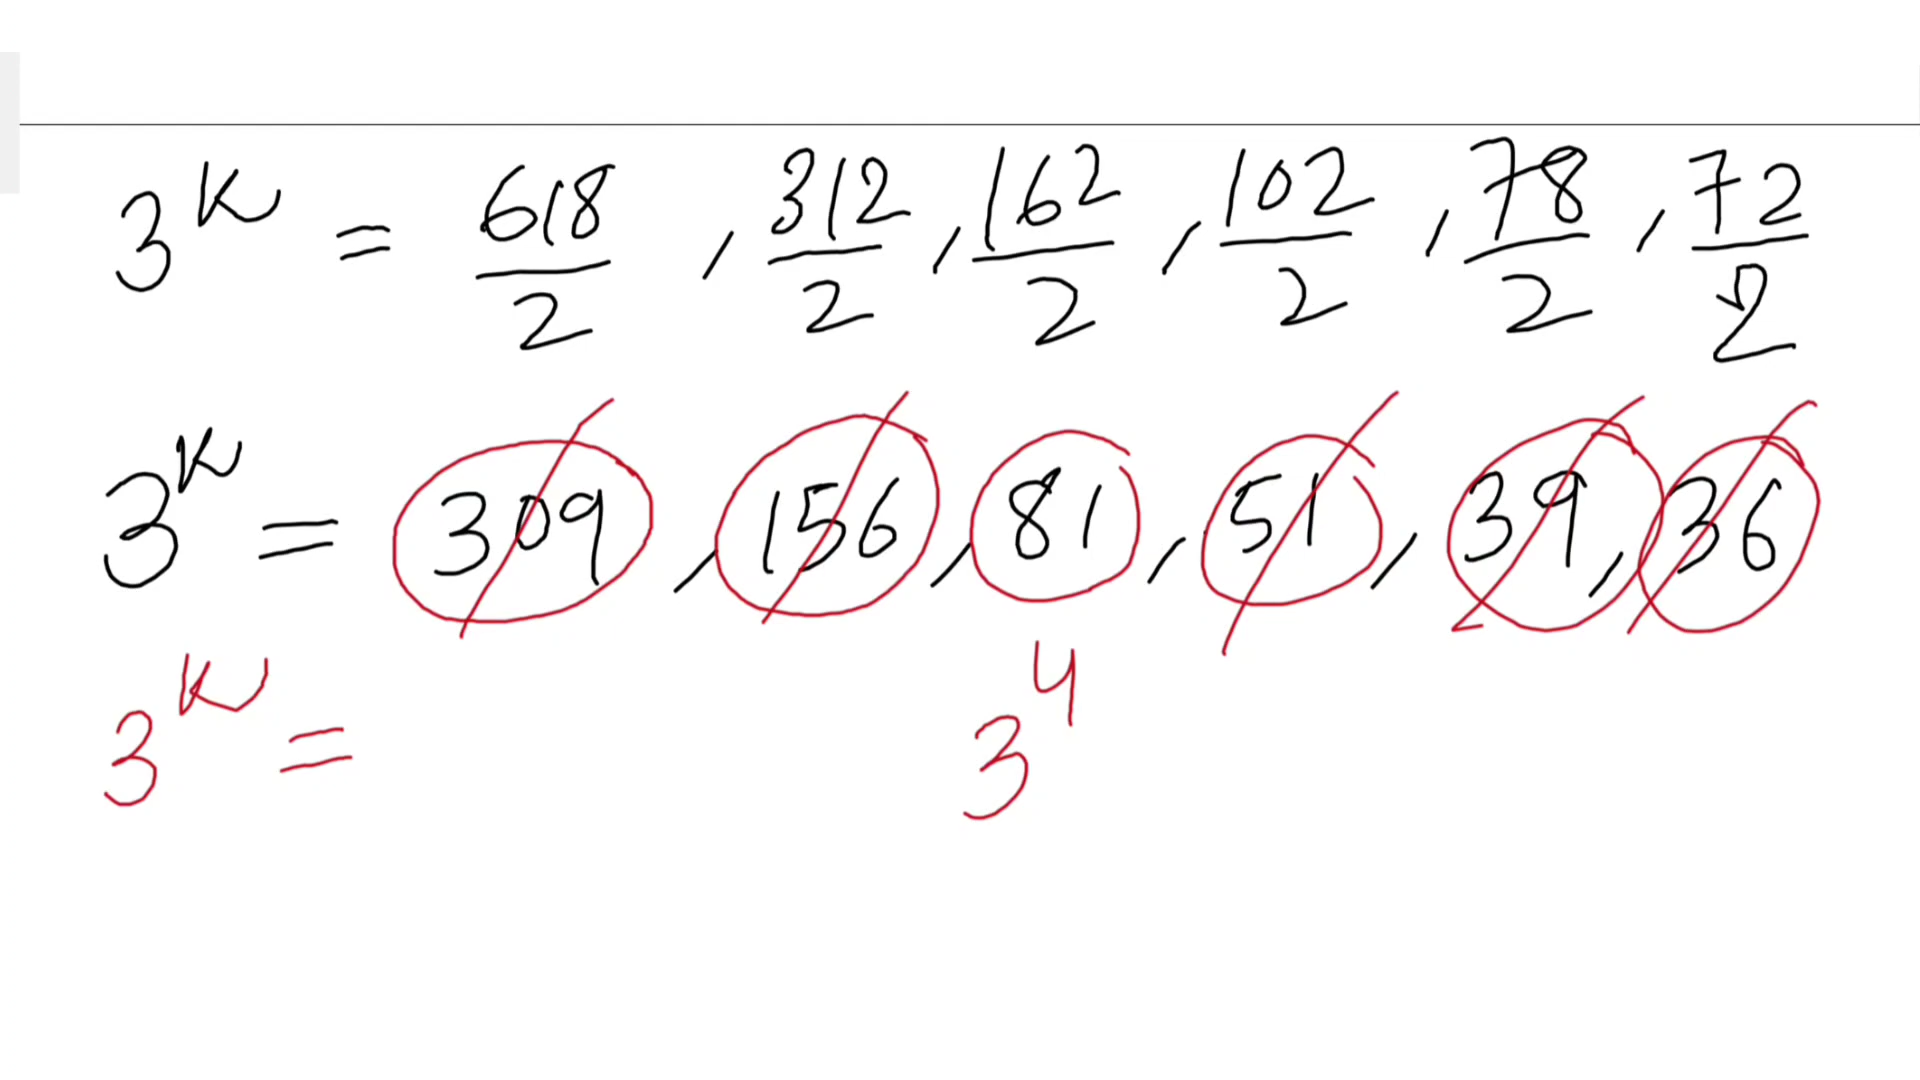 3^k = 618/2 , 312/2 , 162/2 , 102/2 , 78/2 , 72/2
3^k = 309 , 156 , 81 , 51 , 39 , 36
3^k = 3^4